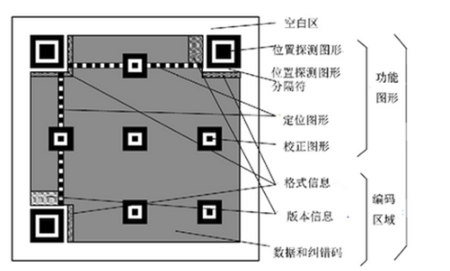 空白区
位置探测图形
位置探测图形
分隔符
定位图形
校正图形
格式信息
版本信息
数据和纠错码
功能
图形
编码
区域